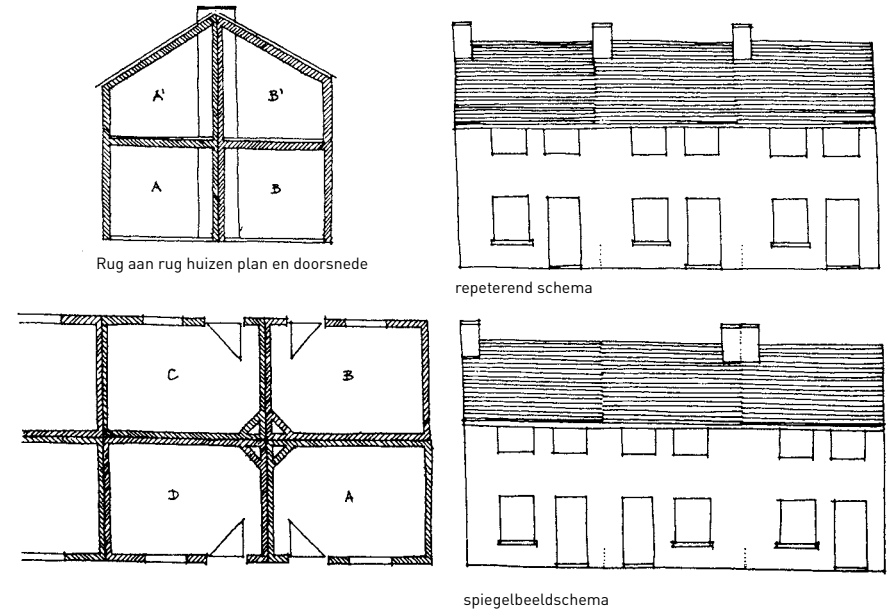 A'
B'
A
B
Rug aan rug huizen plan en doorsnede
repeterend schema
C
B
D
A
spiegelbeeldschema